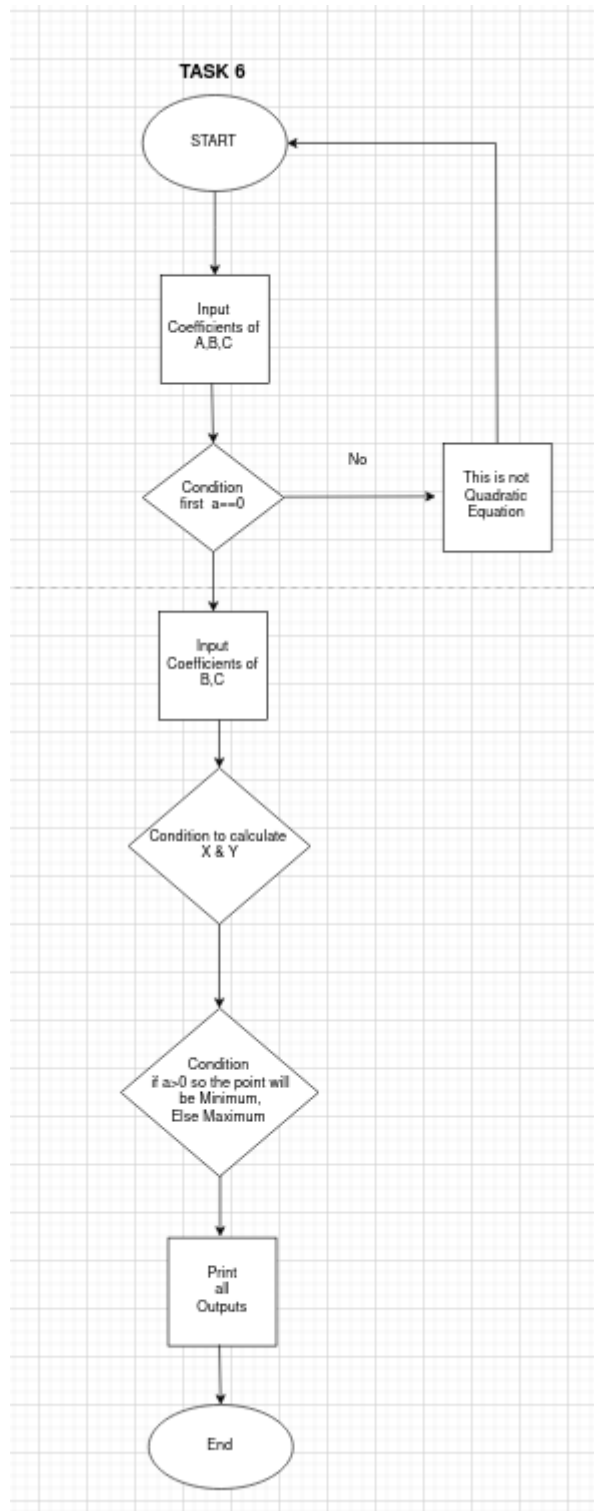 TASK 6
START
Input
Coefficients of
A,B,C
Condition
first a==0
No
This is not
Quadratic
Equation
Input
Coefficients of
B,C
Condition to calculate
X & Y
Condition
if a>0 so the point will
be Minimum,
Else Maximum
Print
all
Outputs
End